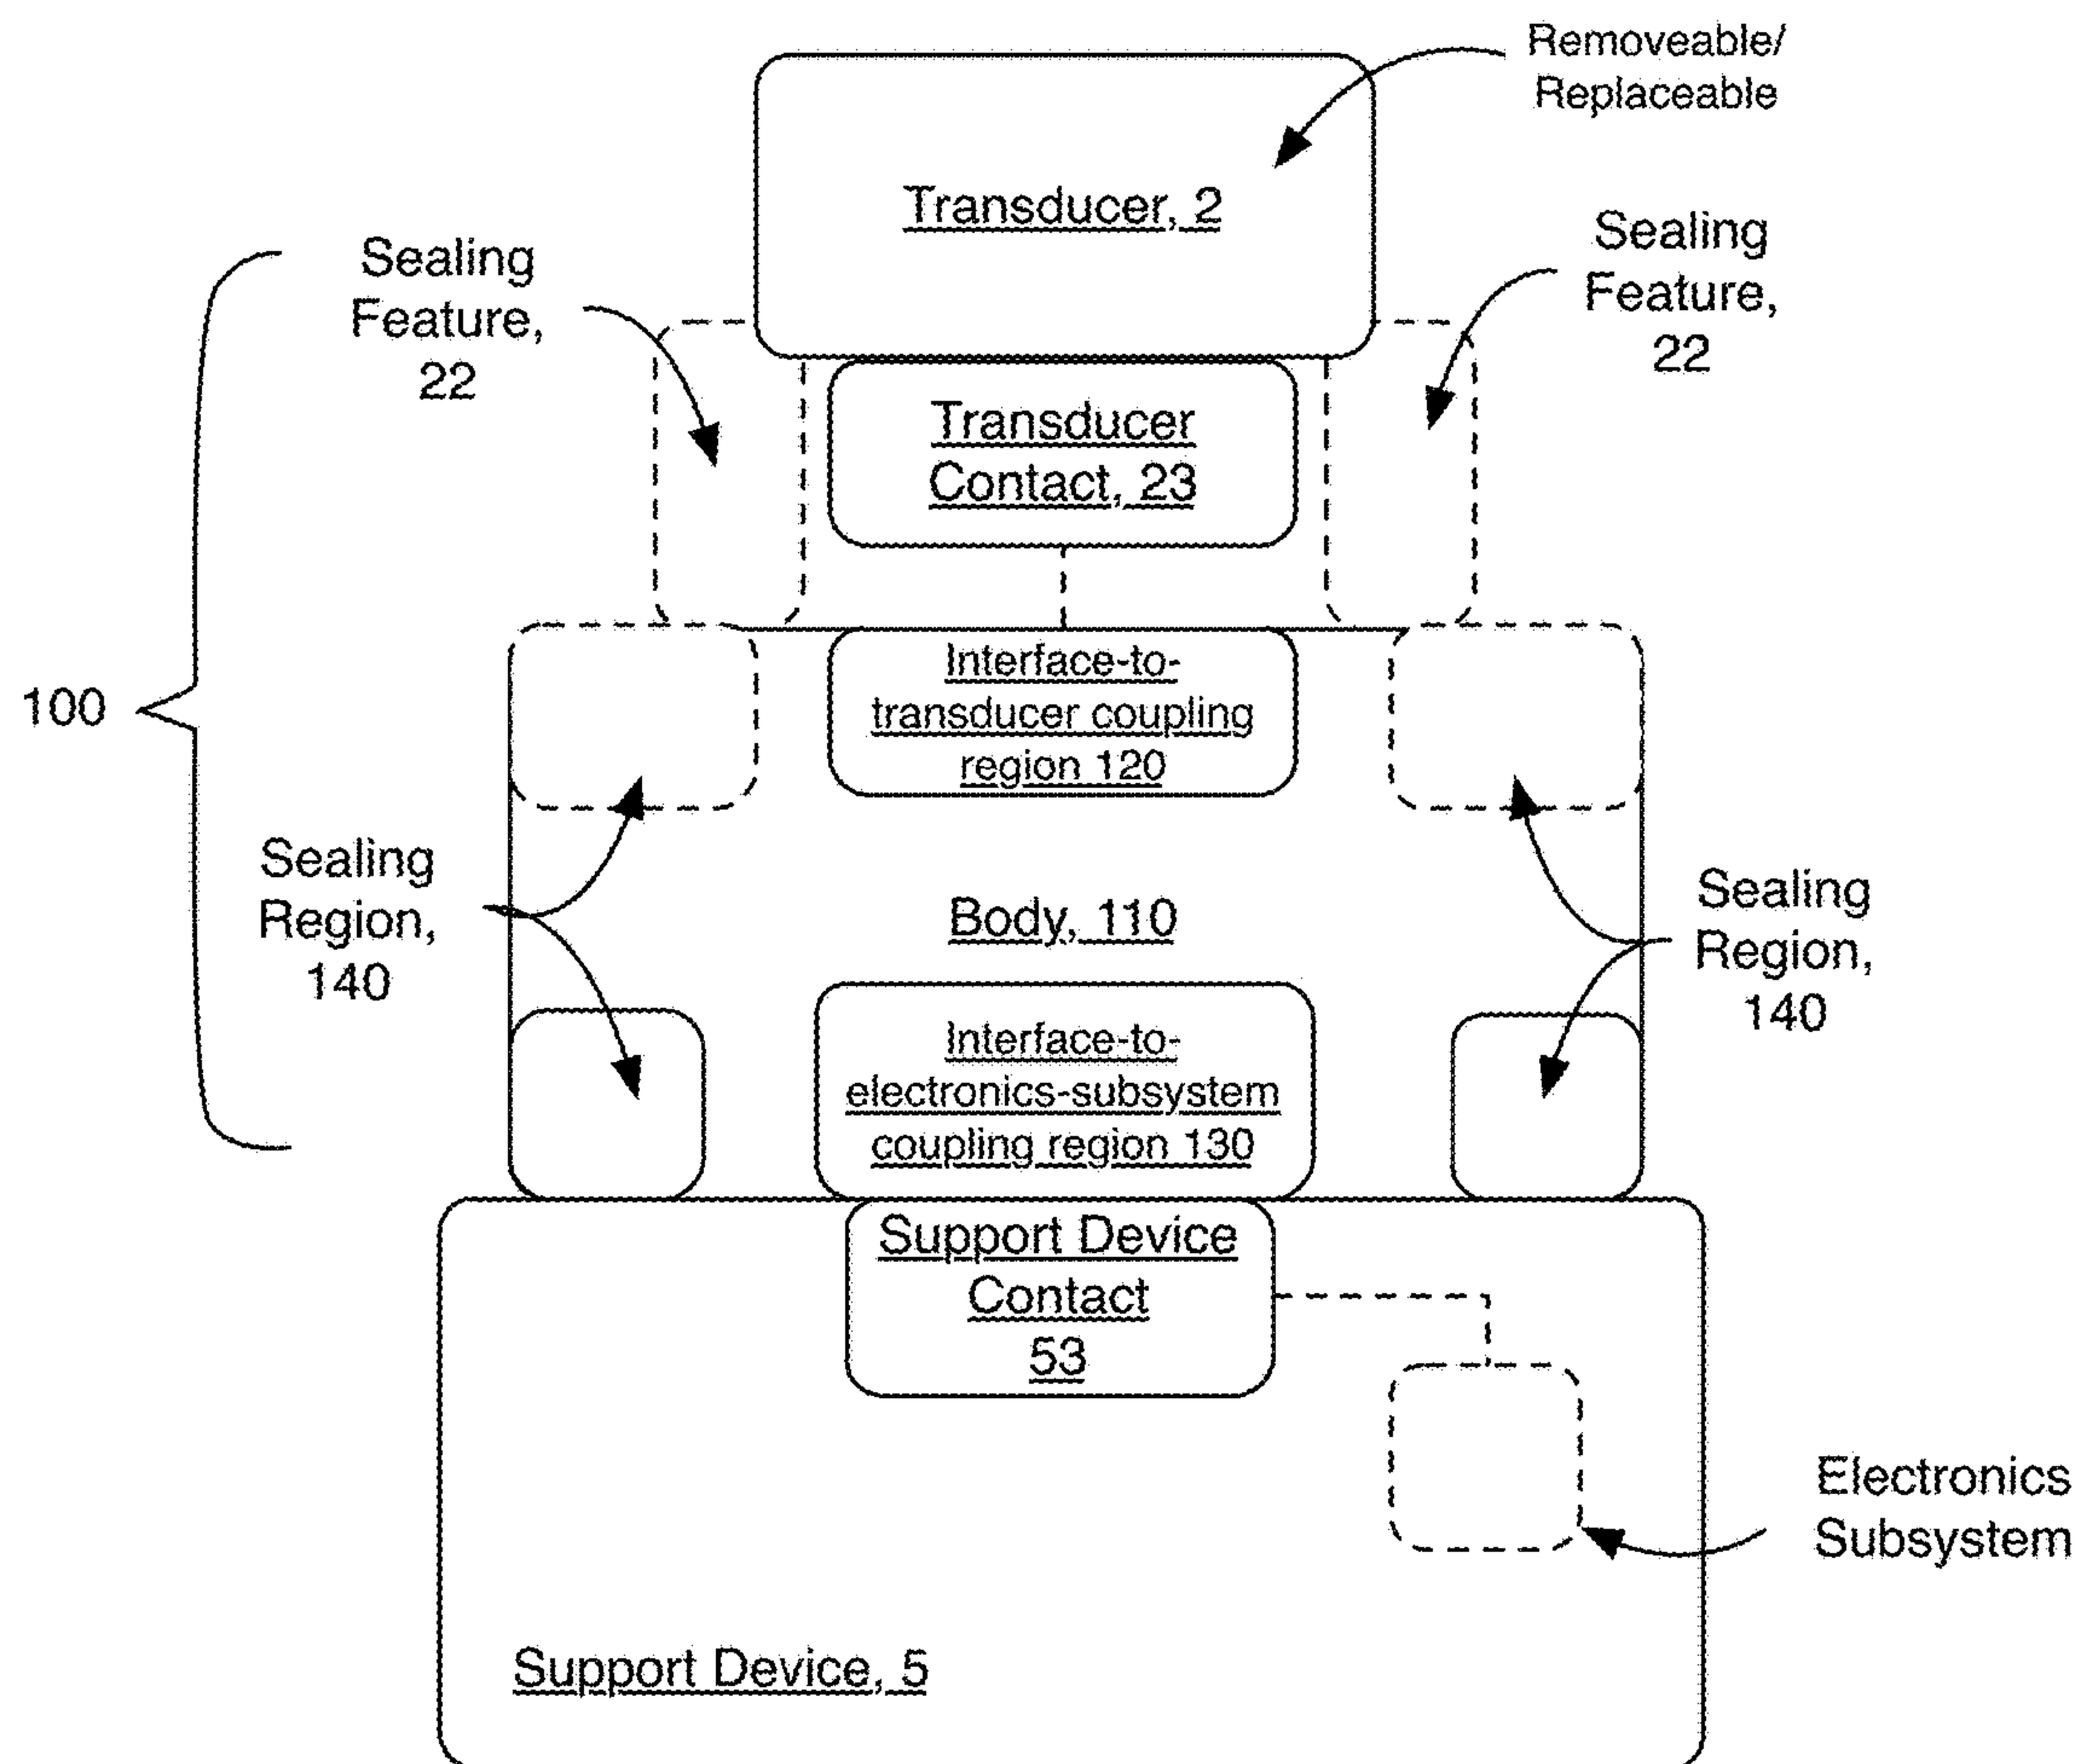 Removeable/
Replaceable
Transducer, 2
Sealing
Feature,
22
Sealing
Feature,
22
Transducer
Contact, 23
100
Interface-to-
transducer coupling
region 120
Sealing
Region,
140
Body, 110
Sealing
Region,
140
Interface-to-
electronics-subsystem
coupling region 130
Support Device
Contact
53
Electronics
Subsystem
Support Device, 5